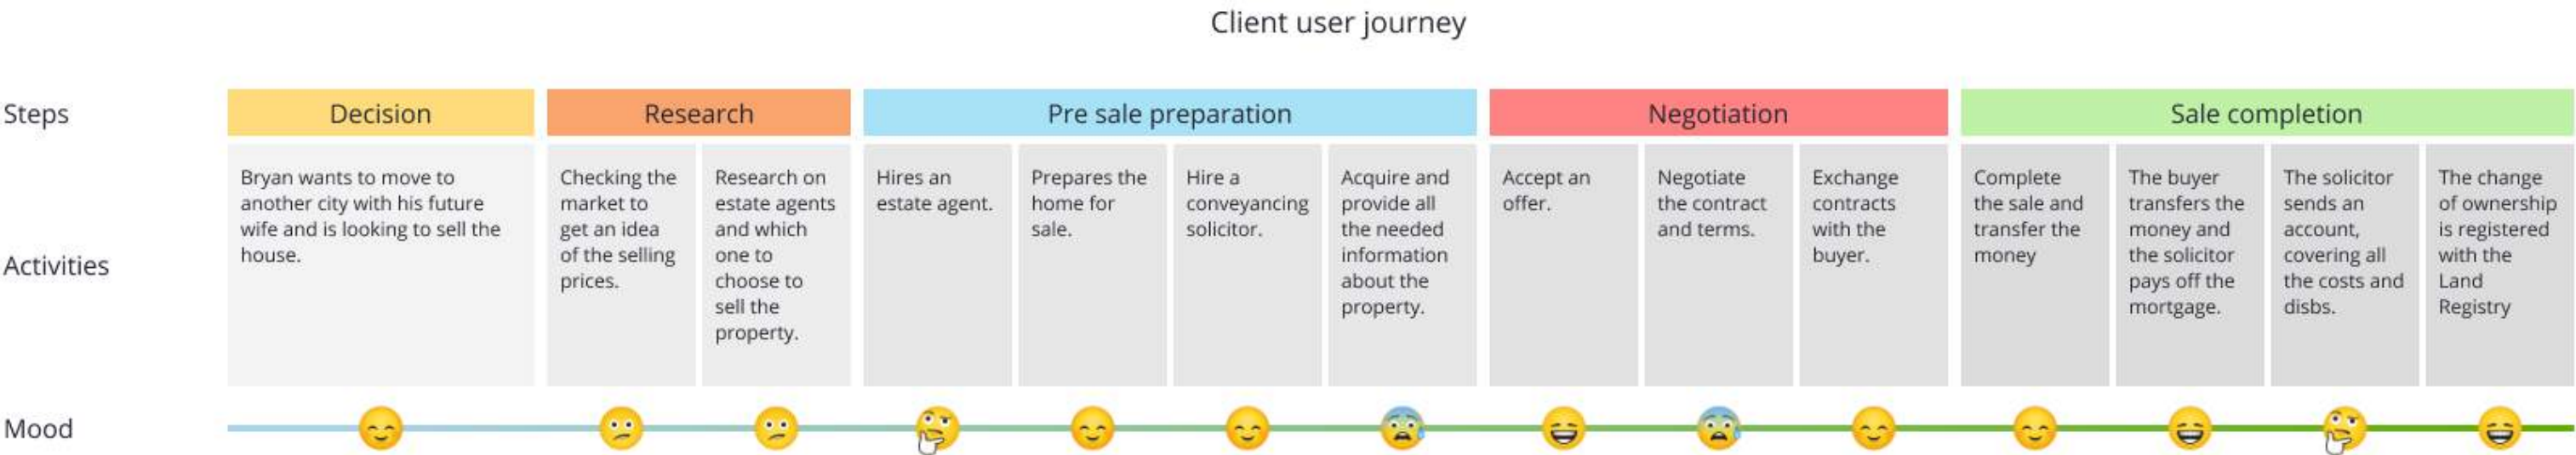 Client user journey
Steps
Decision
Research
Pre sale preparation
Negotiation
Sale completion
Activities
Bryan wants to move to
another city with his future
wife and is looking to sell the
house.
Checking the
market to
get an idea
of the selling
prices.
Research on
estate agents
and which
one to
choose to
sell the
property.
Hires an
estate agent.
Prepares the
home for
sale.
Hire a
conveyancing
solicitor.
Acquire and
provide all
the needed
information
about the
property.
Accept an
offer.
Negotiate
the contract
and terms.
Exchange
contracts
with the
buyer.
Complete
the sale and
transfer the
money
The buyer
transfers the
money and
the solicitor
pays off the
mortgage.
The solicitor
sends an
account,
covering all
the costs and
disbs.
The change
of ownership
is registered
with the
Land
Registry
Mood